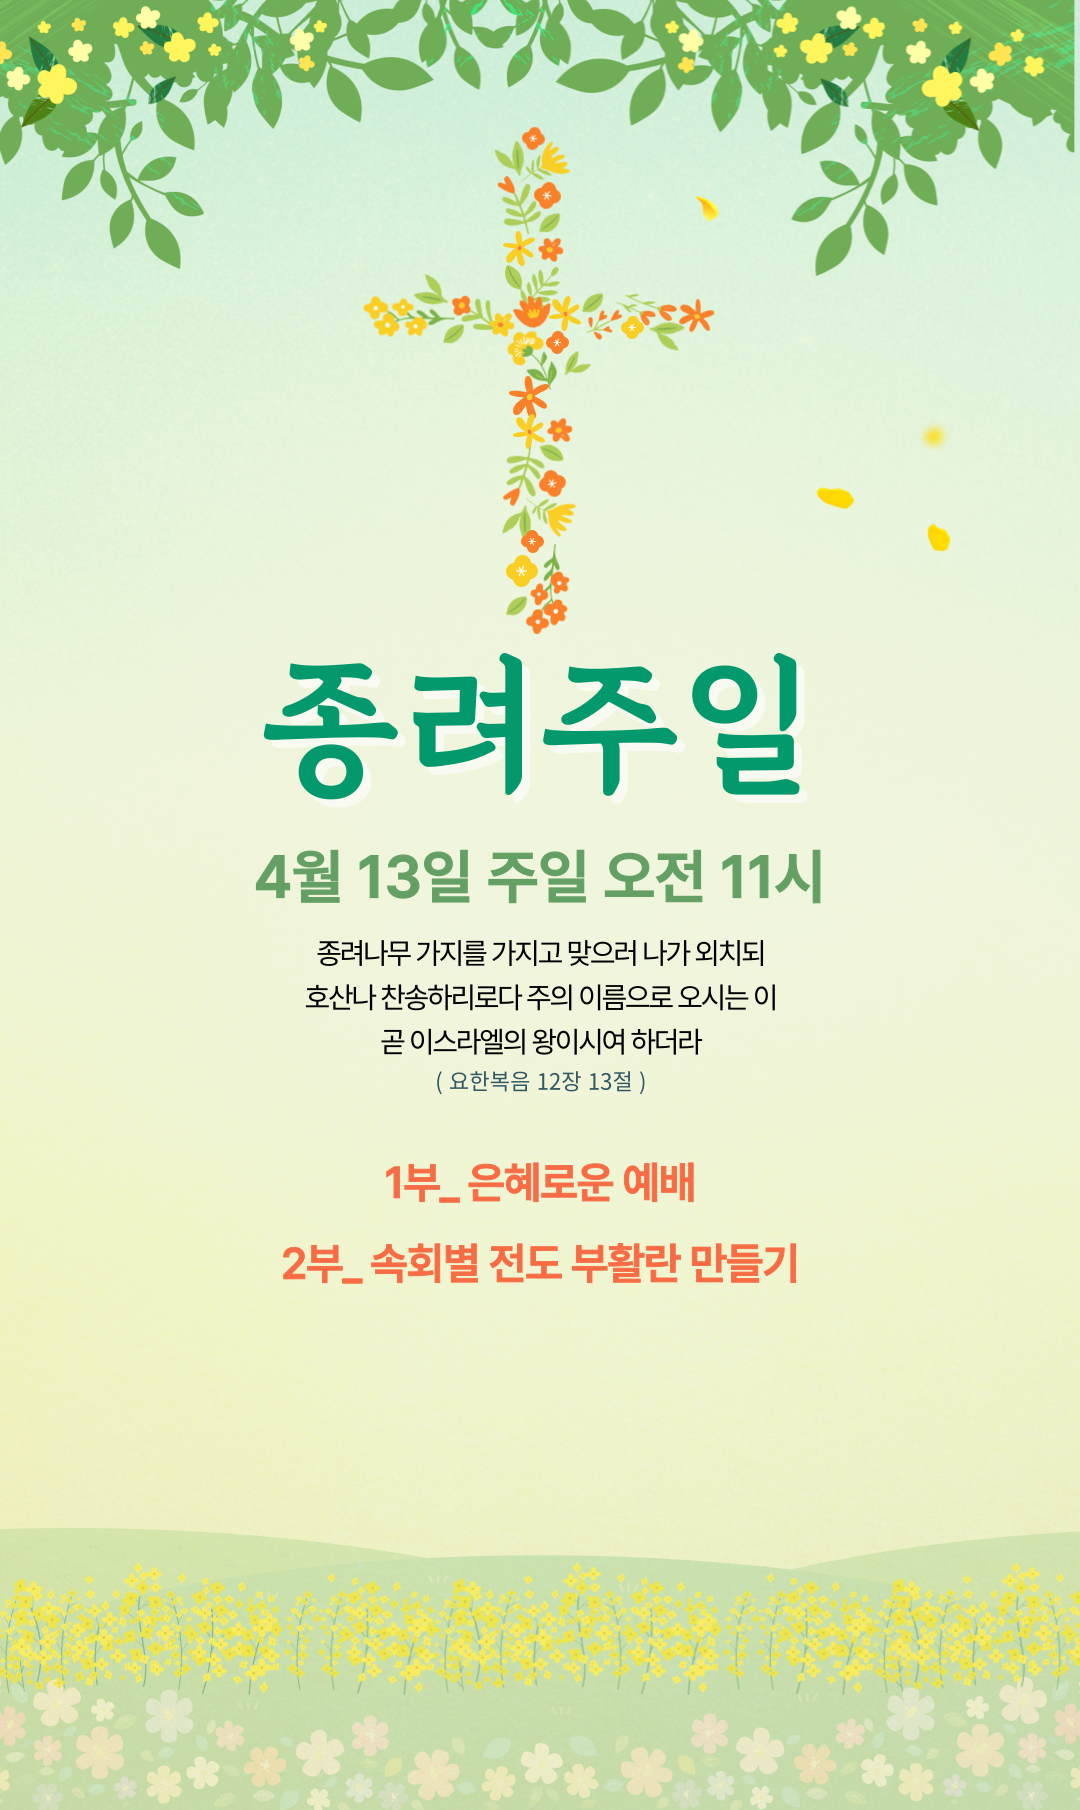 종려주일
4월 13일 주일 오전 11시
종려나무 가지를 가지고 맞으러 나가 외치되
호산나 찬송하리로다 주의 이름으로 오시는 이
곧 이스라엘의 왕이시여 하더라
( 요한복음 12장 13절 )
1부_ 은혜로운 예배
2부_ 속회별 전도 부활란 만들기